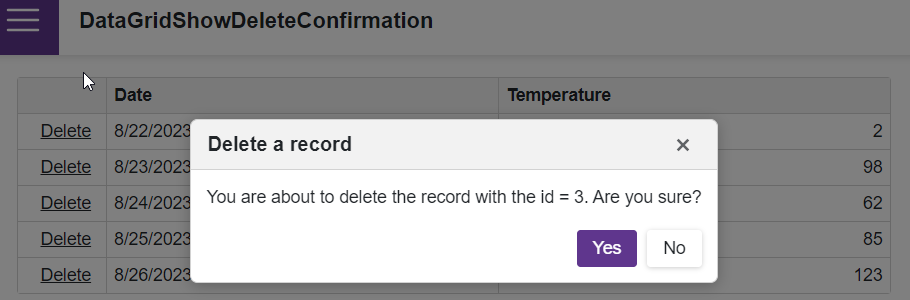 DataGridShowDeleteConfirmation
Date Temperature
Delete 8/22/2023 2
Delete a record ×
Delete 8/23/2023 98
You are about to delete the record with the id = 3. Are you sure?
Delete 8/24/2023 62
Delete 8/25/2023 85
Yes No
Delete 8/26/2023 123